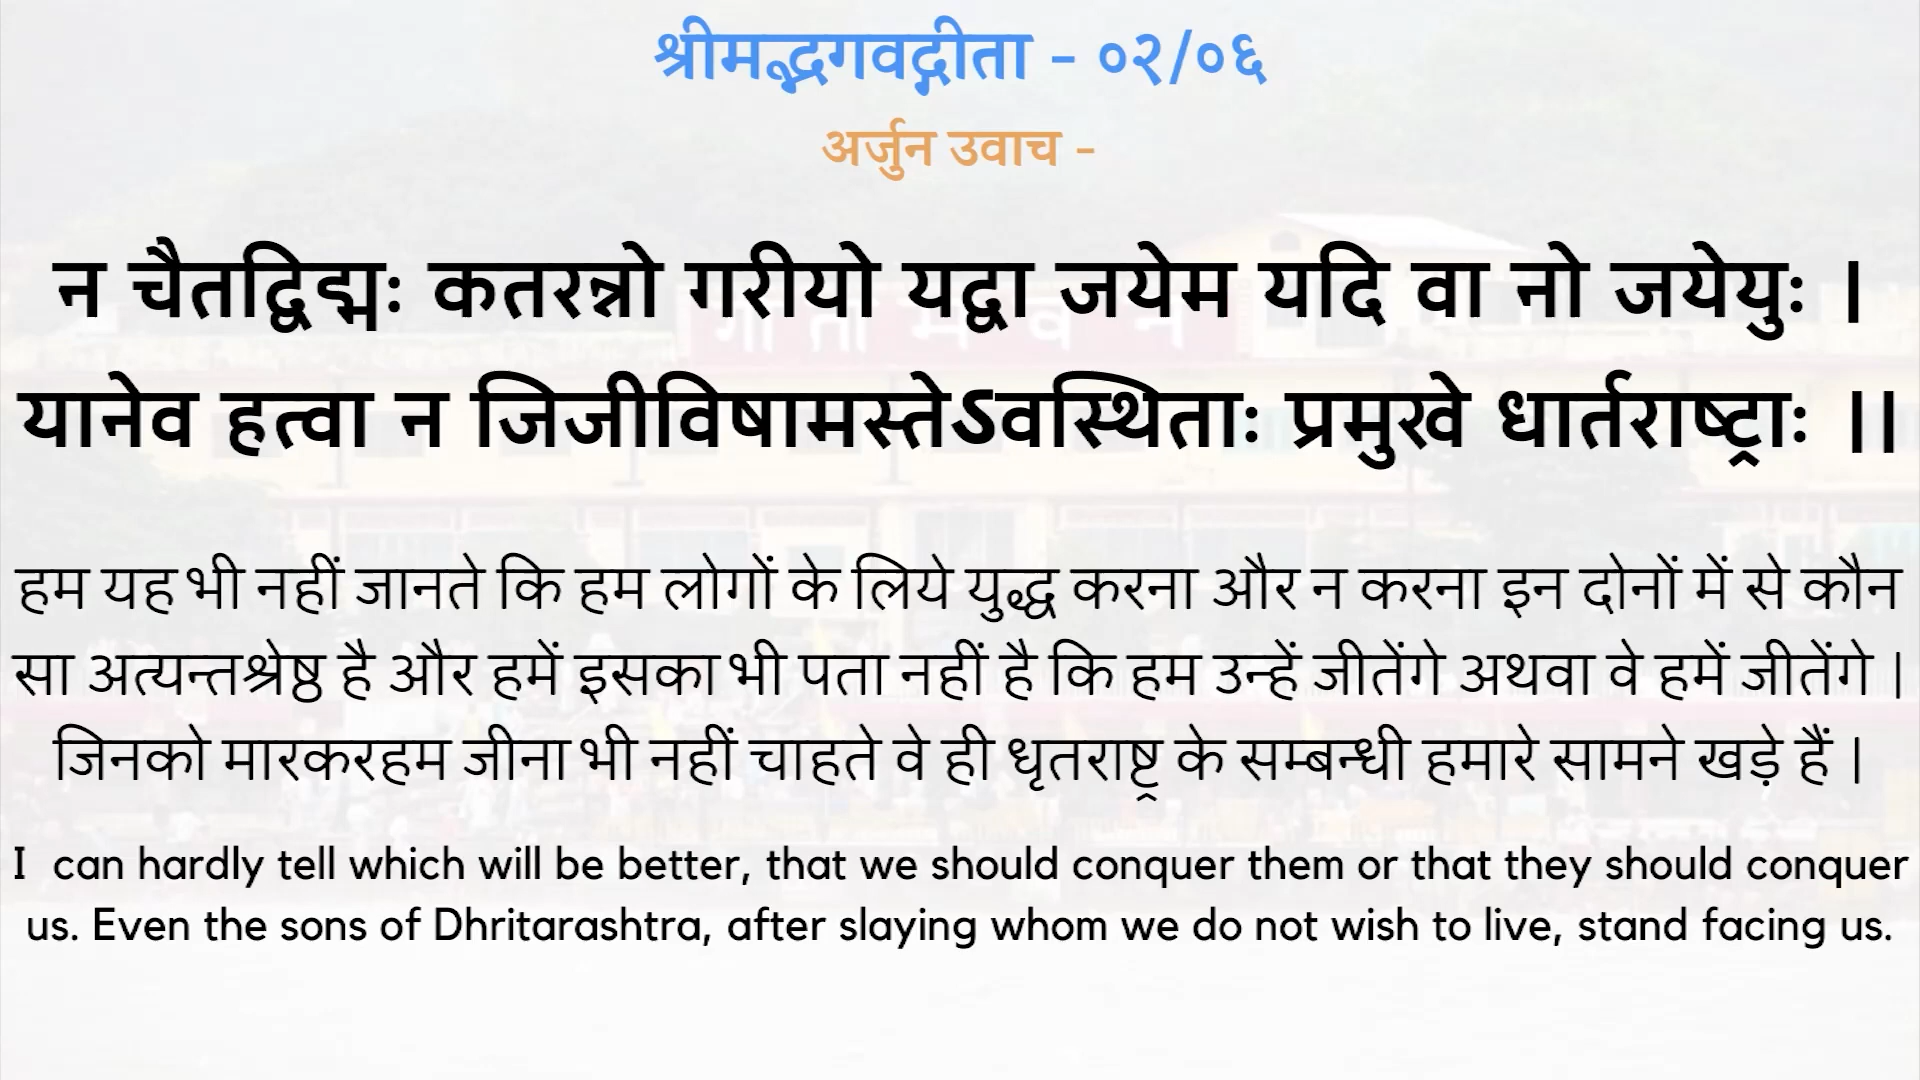 श्रीमद्भगवद्गीता - ०२/०६
अर्जुन उवाच -
न चैतद्विद्मः कतरन्नो गरीयो यद्वा जयेम यदि वा नो जयेयुः |
गीता भवन
यानेव हत्वा न जिजीविषामस्तेऽवस्थिताः प्रमुखे धार्तराष्ट्राः ||
हम यह भी नहीं जानते कि हम लोगों के लिये युद्ध करना और न करना इन दोनों में से कौन
सा अत्यन्तश्रेष्ठ है और हमें इसका भी पता नहीं है कि हम उन्हें जीतेंगे अथवा वे हमें जीतेंगे |
जिनको मारकरहम जीना भी नहीं चाहते वे ही धृतराष्ट्र के सम्बन्धी हमारे सामने खड़े हैं |
I can hardly tell which will be better, that we should conquer them or that they should conquer
us. Even the sons of Dhritarashtra, after slaying whom we do not wish to live, stand facing us.